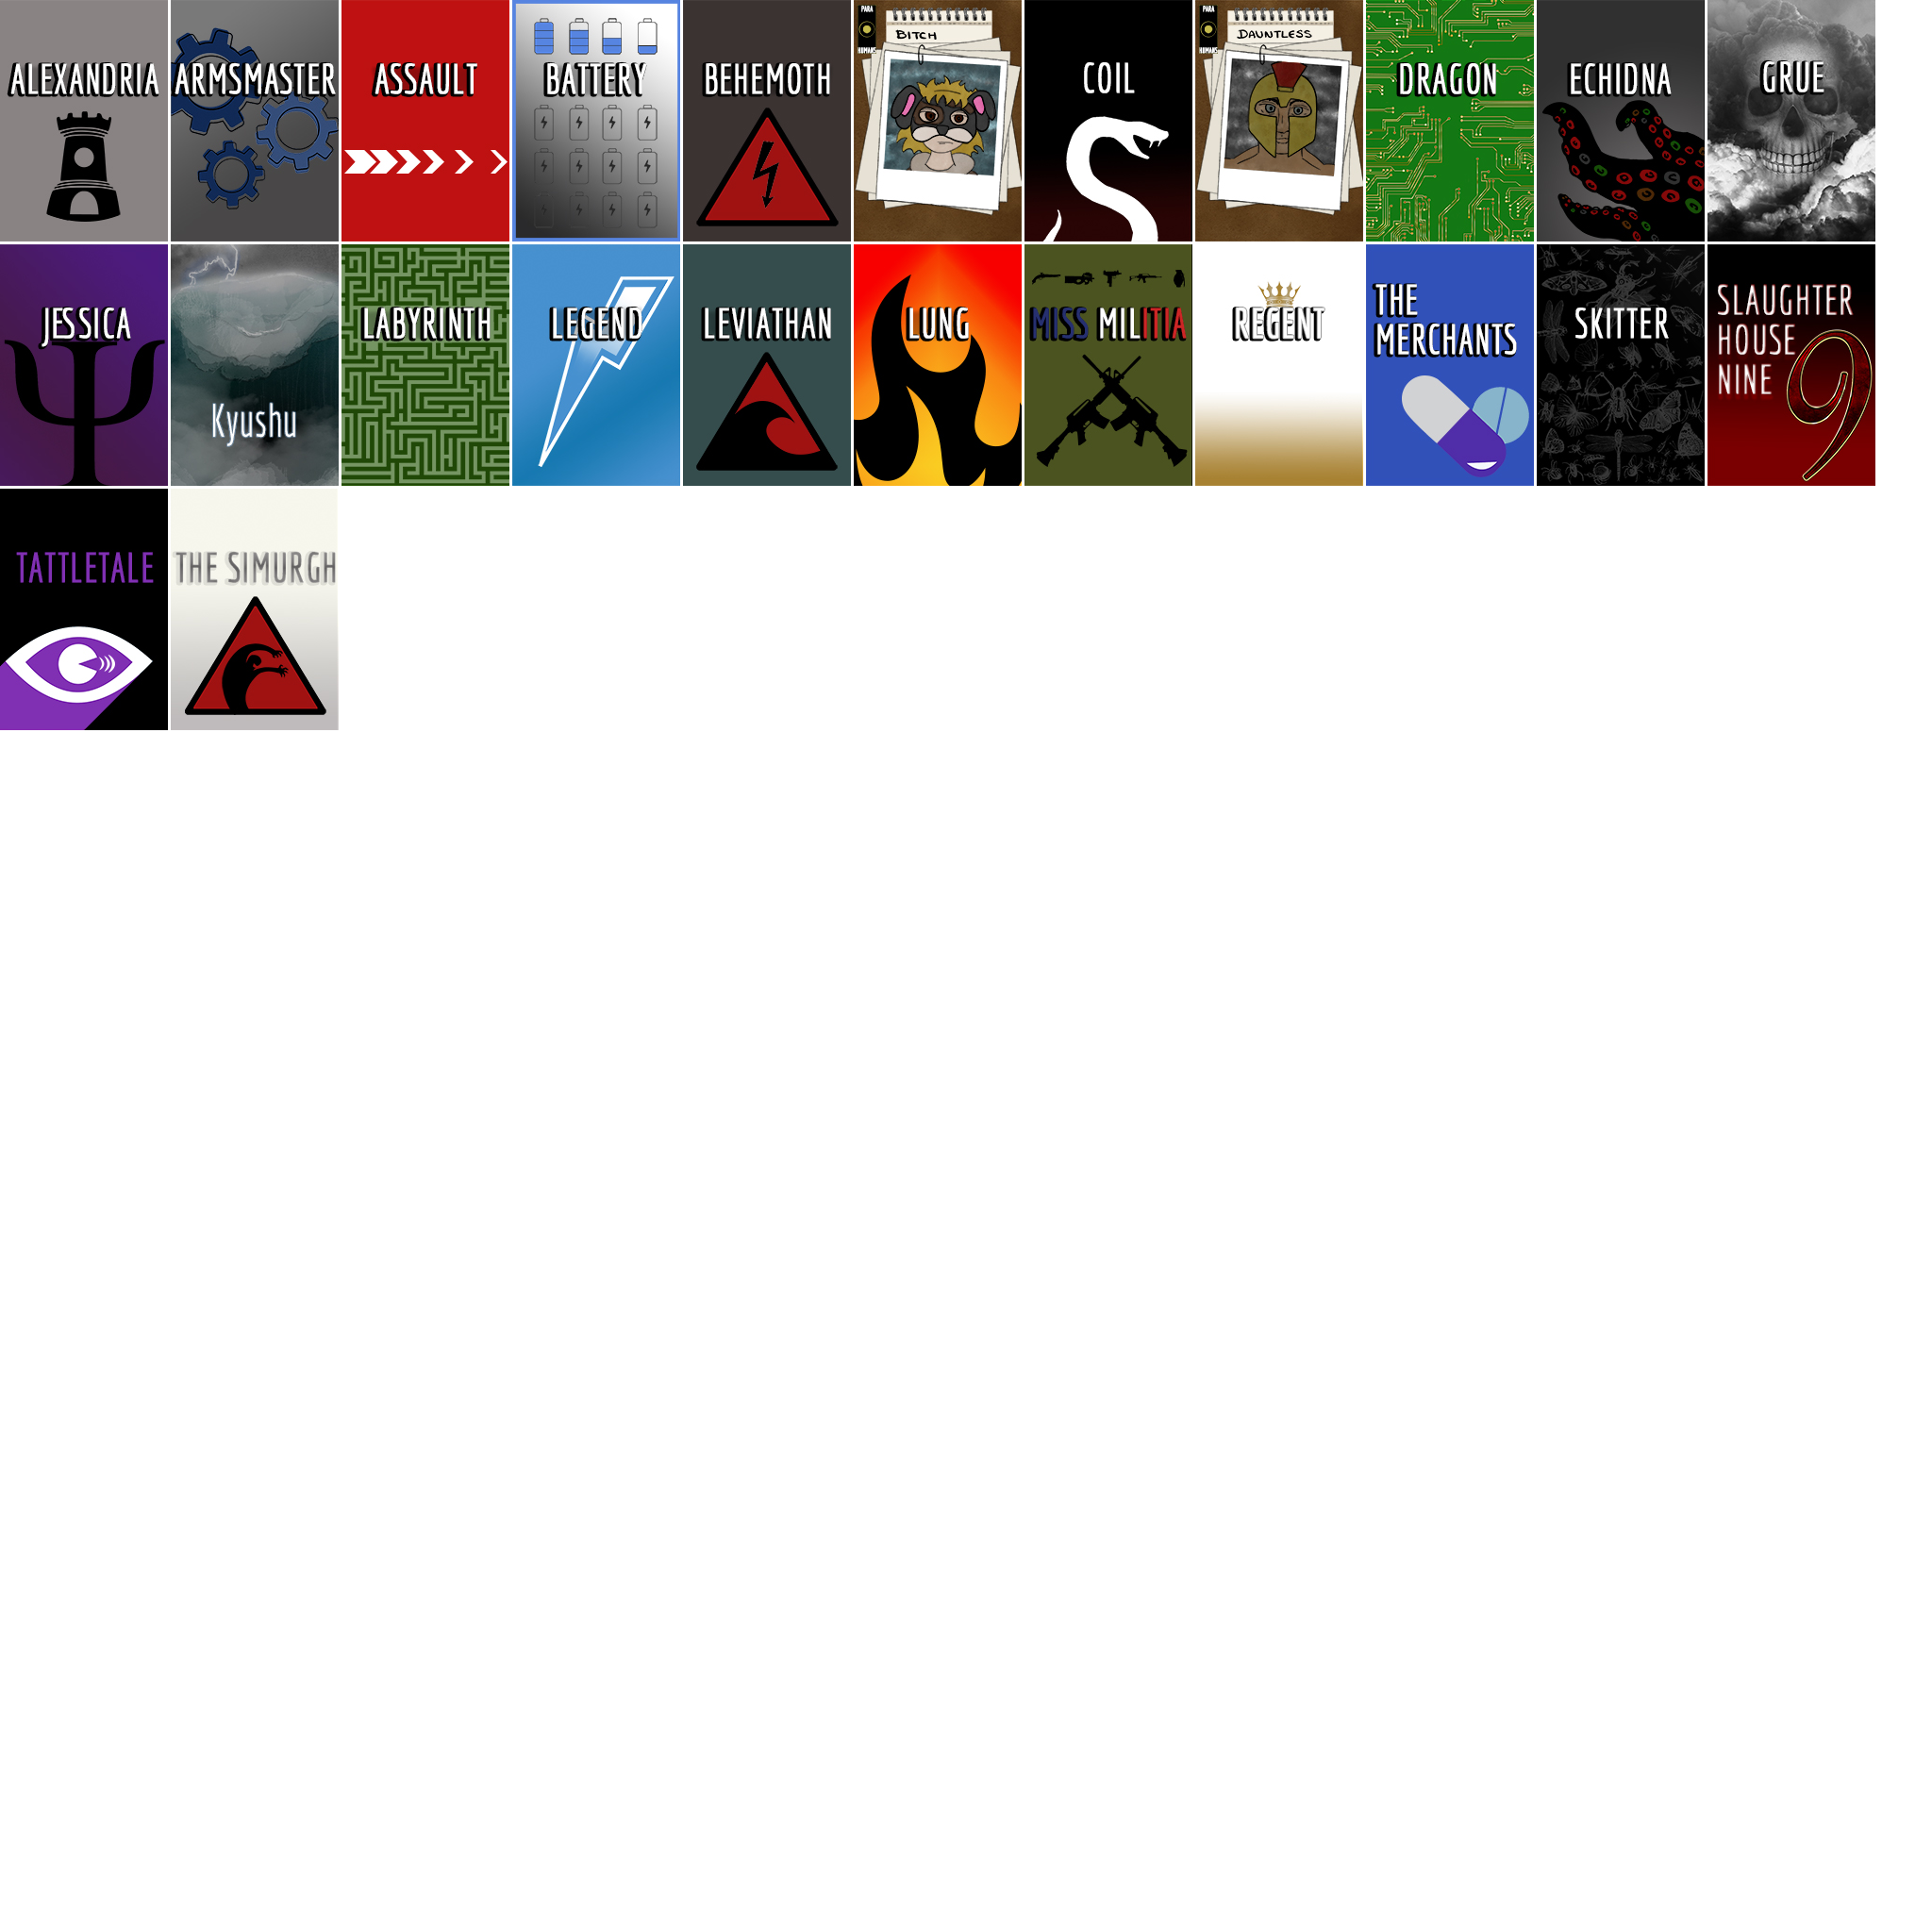 ALEXANDRIA
ARMSMASTER
ASSAULT
BATTERY
BEHEMOTH
PARA
HUMANS
BITCH
COIL
PARA
HUMANS
DAUNTLESS
DRAGON
ECHIDNA
GRUE
JESSICA
Kyushu
LABYRINTH
LEGEND
LEVIATHAN
LUNG
MISS MILITIA
REGENT
THE
MERCHANTS
SKITTER
SLAUGHTER
HOUSE
NINE
9
TATTLETALE
THE SIMURGH